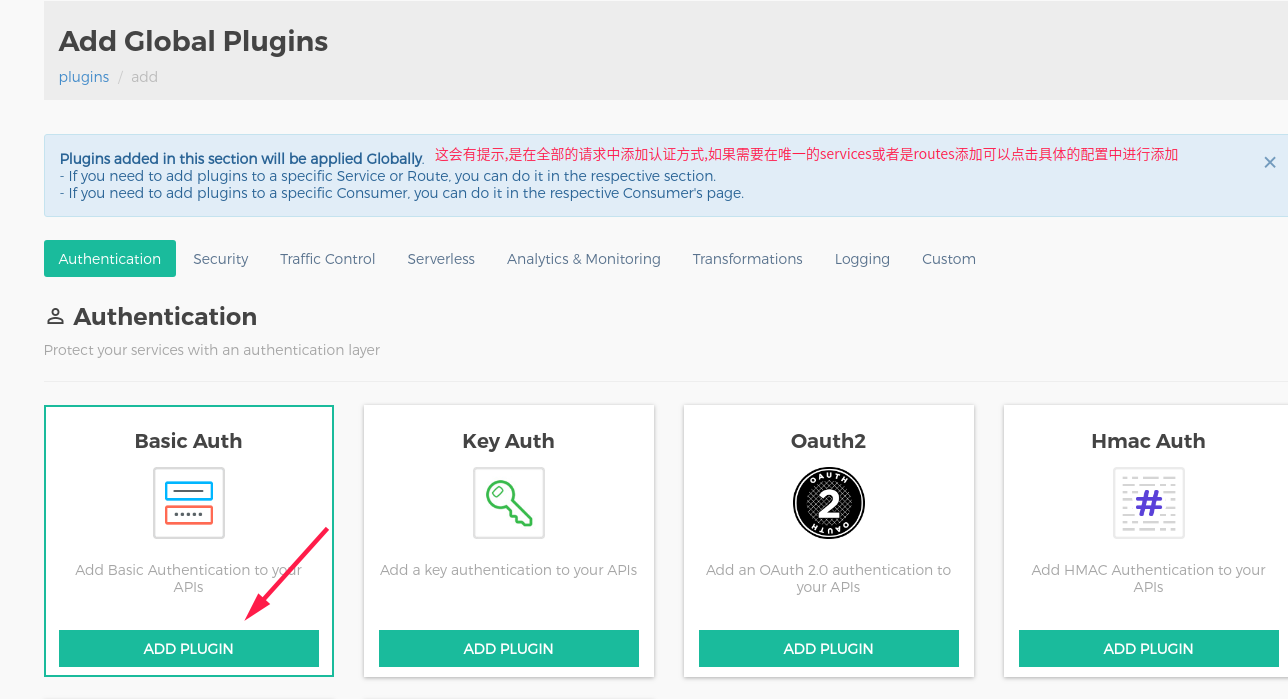 Add Global Plugins
plugins / add
Plugins added in this section will be applied Globally. 这会有提示,是在全部的请求中添加认证方式,如果需要在唯一的services或者是routes添加可以点击具体的配置中进行添加
- If you need to add plugins to a specific Service or Route, you can do it in the respective section.
- If you need to add plugins to a specific Consumer, you can do it in the respective Consumer's page.
Authentication Security Traffic Control Serverless Analytics & Monitoring Transformations Logging Custom
Authentication
Protect your services with an authentication layer
Basic Auth
Add Basic Authentication to your
APIs
ADD PLUGIN
Key Auth
Add a key authentication to your APIs
ADD PLUGIN
Oauth2
OAUTH
2
OAUTH
Add an OAuth 2.0 authentication to
your APIs
ADD PLUGIN
Hmac Auth
#
Add HMAC Authentication to your
APIs
ADD PLUGIN